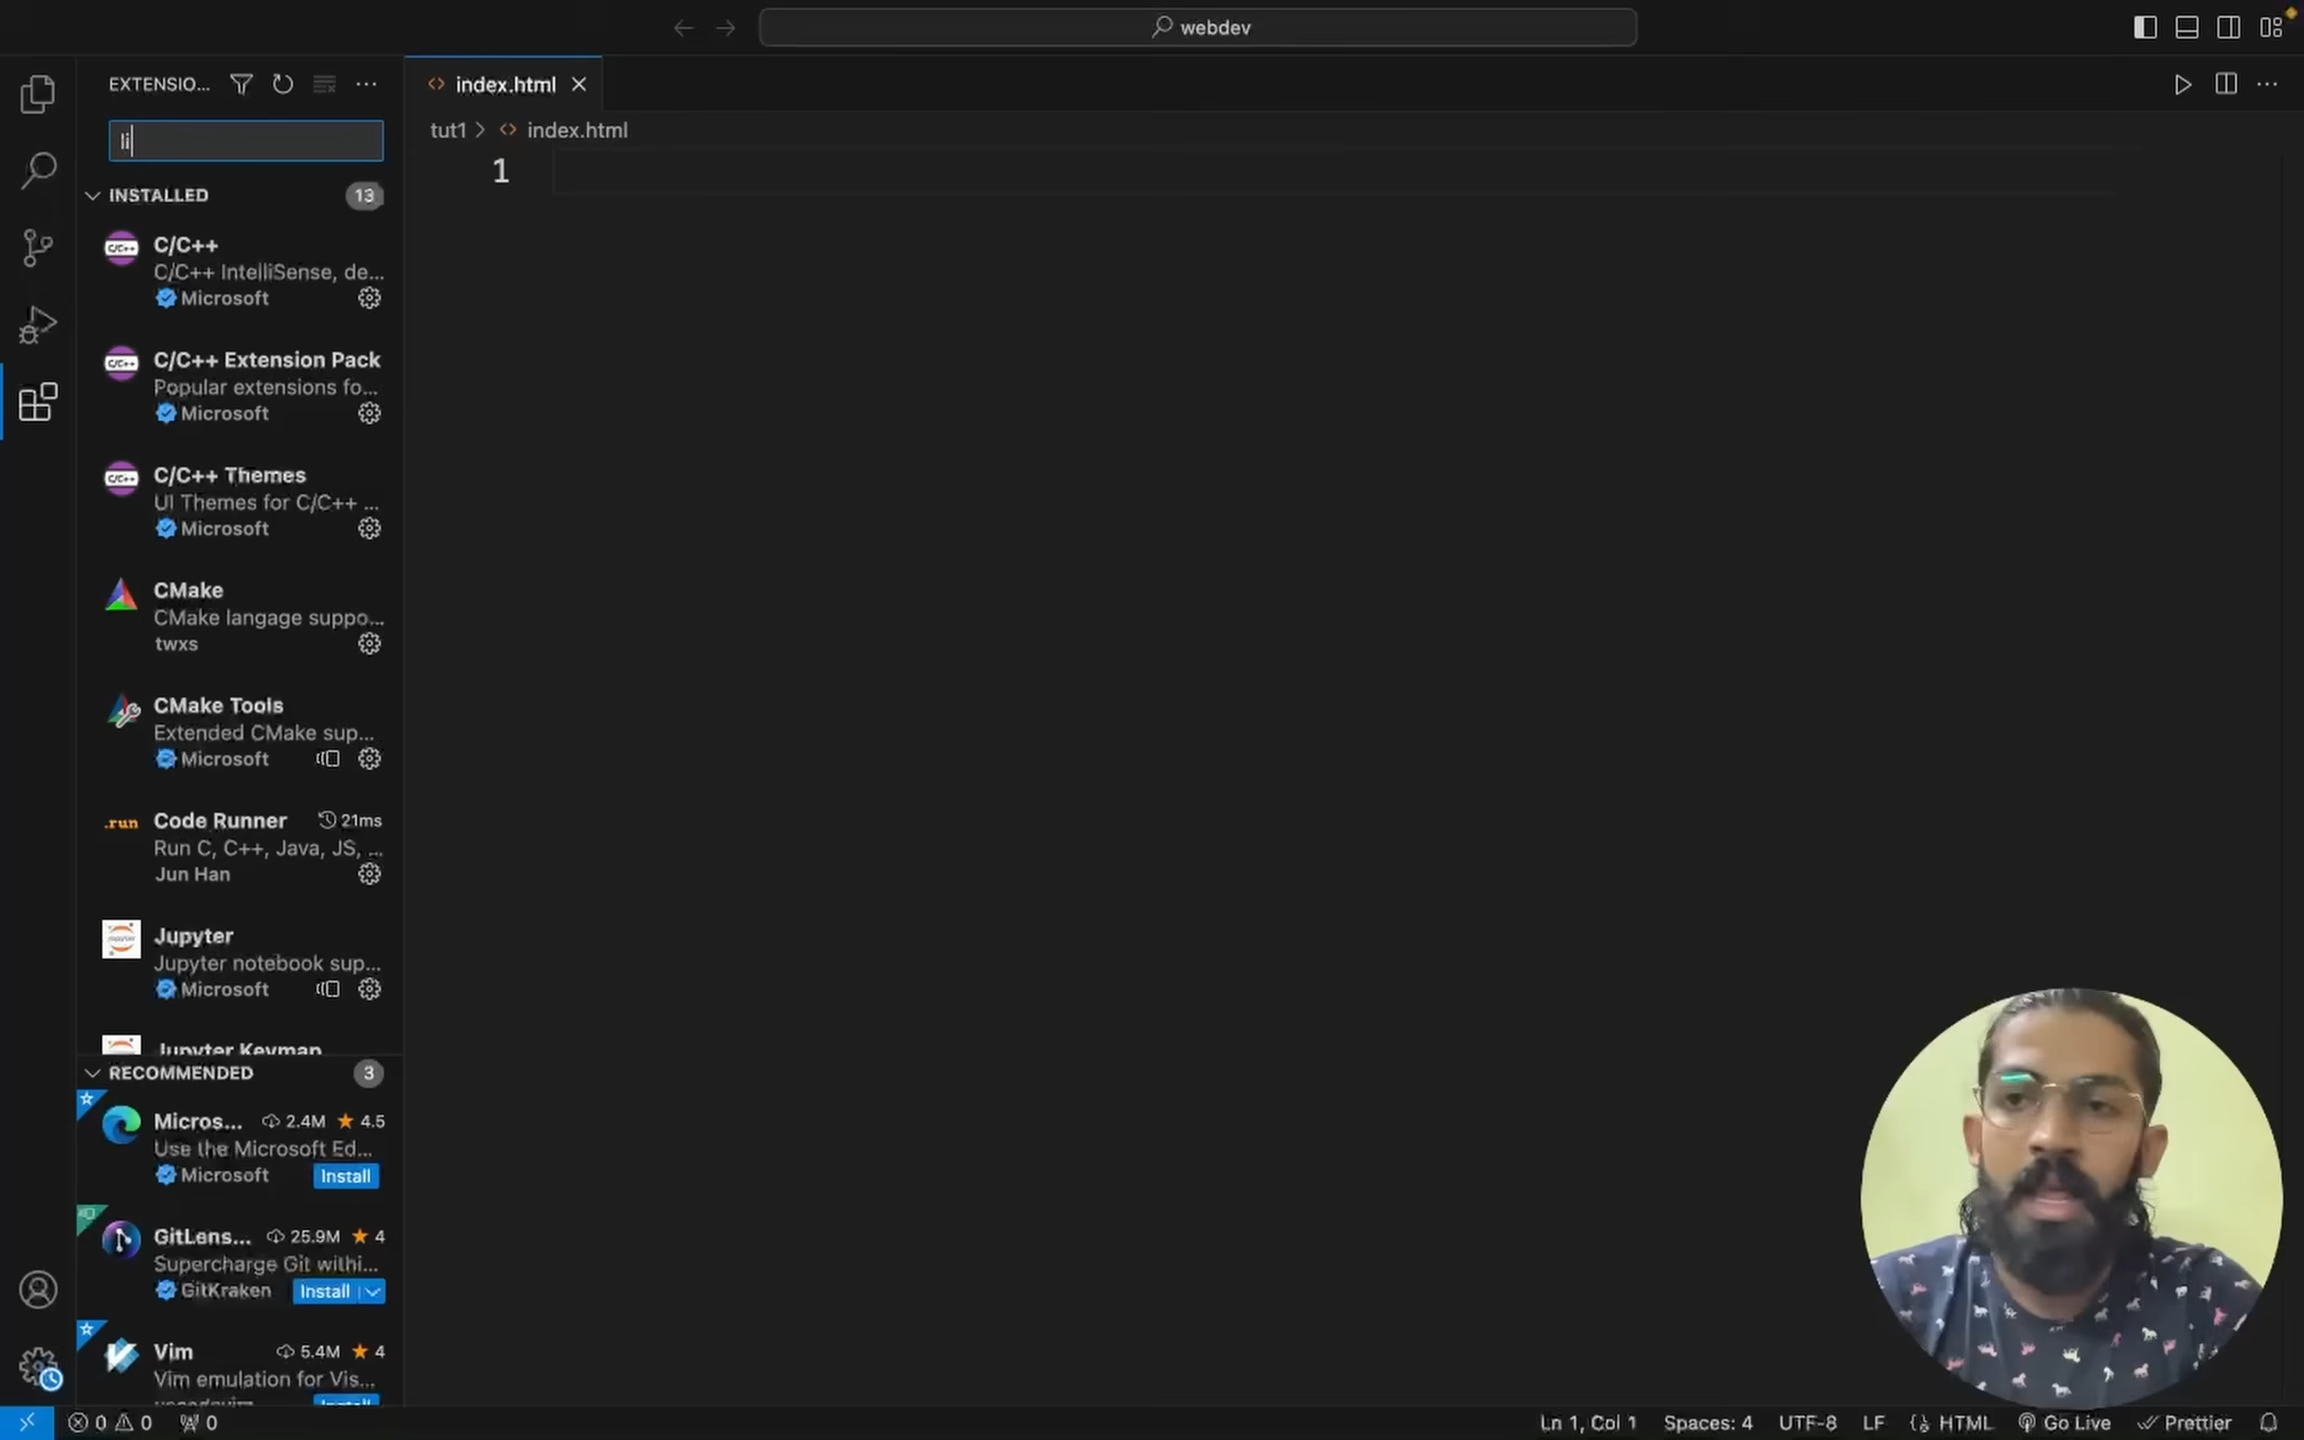 webdev
EXTENSIO...
li
INSTALLED 13
C/C++
C/C++ IntelliSense, de...
Microsoft
C/C++ Extension Pack
Popular extensions fo...
Microsoft
C/C++ Themes
UI Themes for C/C++ ...
Microsoft
CMake
CMake langage suppo...
twxs
CMake Tools
Extended CMake sup...
Microsoft
.run Code Runner 21ms
Run C, C++, Java, JS, ...
Jun Han
Jupyter
Jupyter notebook sup...
Microsoft
Jupyter Keymap
RECOMMENDED 3
Micros... 2.4M 4.5
Use the Microsoft Ed...
Microsoft Install
GitLens... 25.9M 4
Supercharge Git withi...
GitKraken Install
Vim 5.4M 4
Vim emulation for Vis...
Install
index.html
tut1 > index.html
1
0 0 0
Ln 1, Col 1 Spaces: 4 UTF-8 LF HTML Go Live Prettier